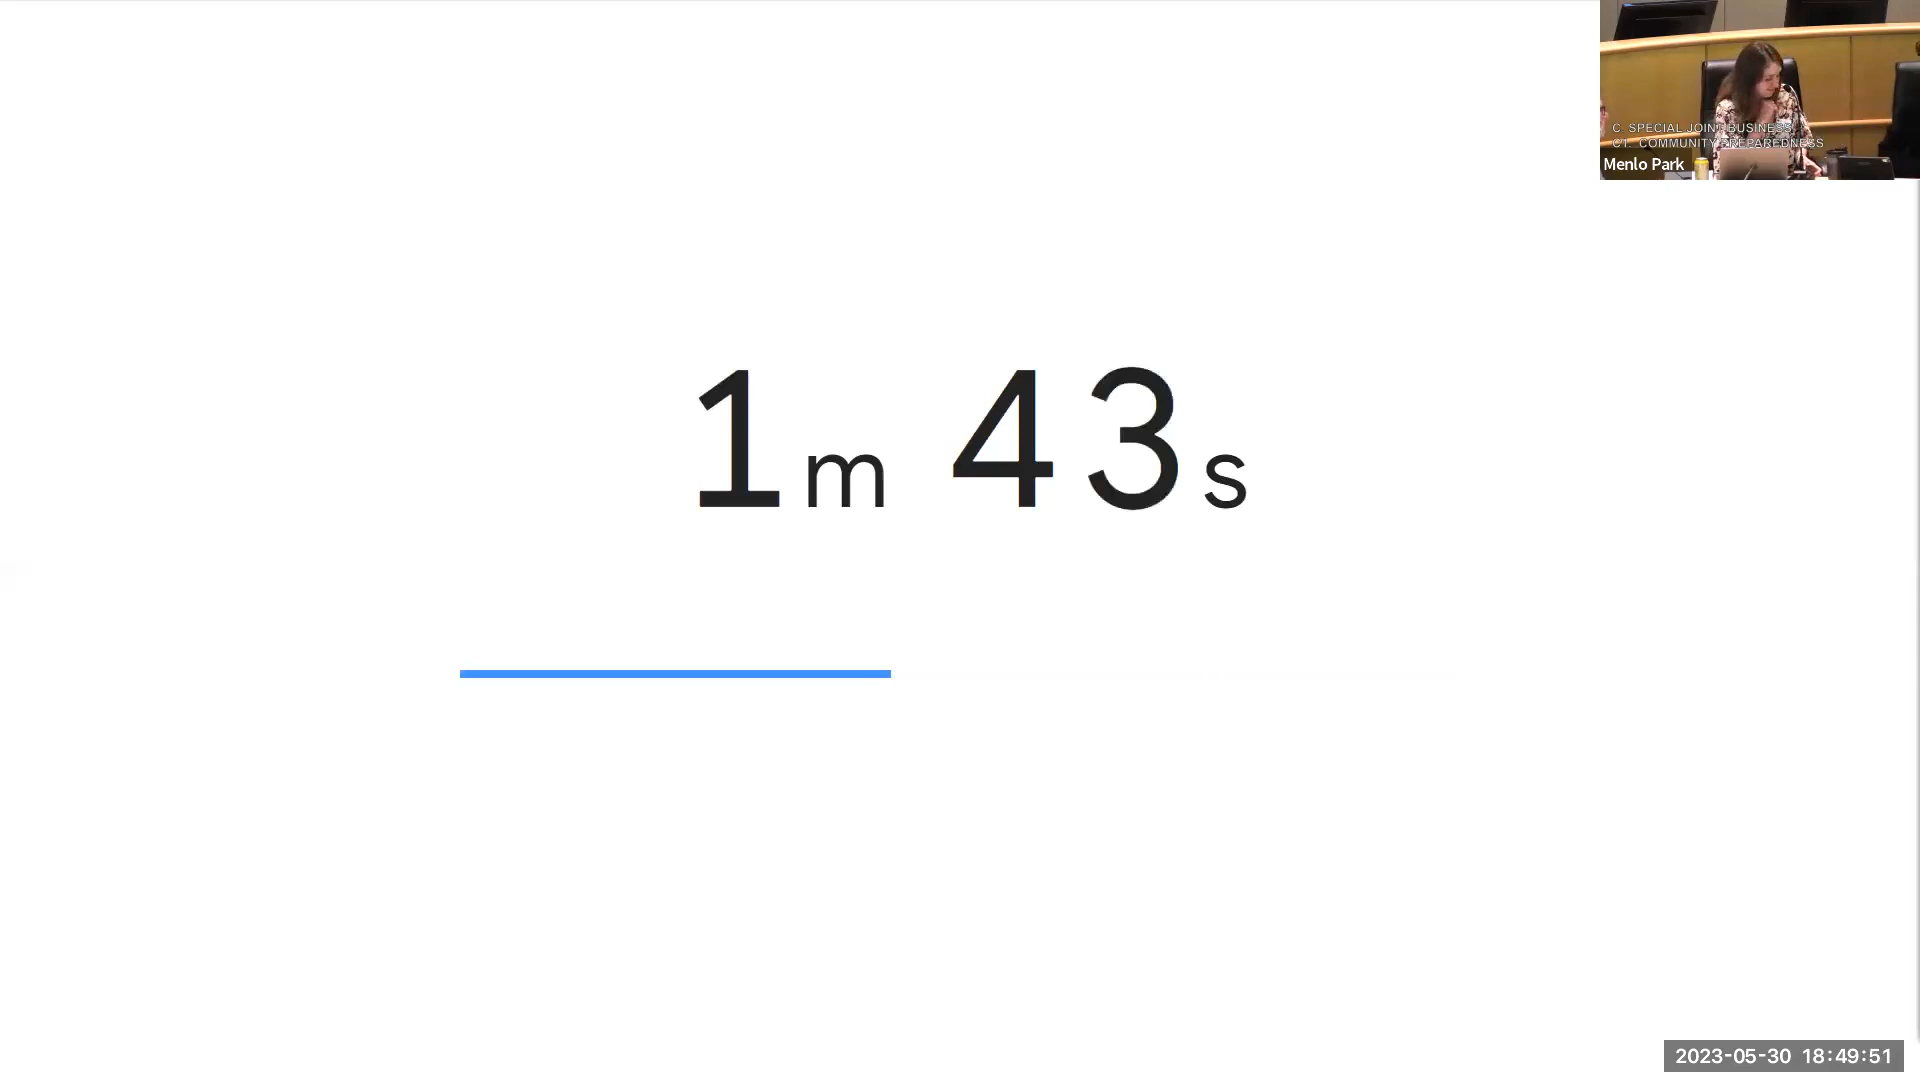 C. SPECIAL JOINT BUSINESS
C1. COMMUNITY PREPAREDNESS
Menlo Park
1m 43s
2023-05-30 18:49:51